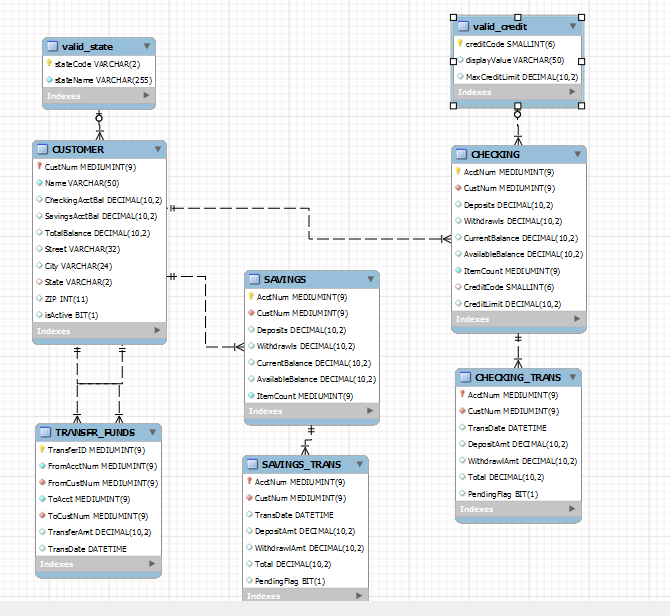 valid_state
stateCode VARCHAR(2)
stateName VARCHAR(255)
Indexes
valid_credit
creditCode SMALLINT(6)
displayValue VARCHAR(50)
MaxCreditLimit DECIMAL(10,2)
Indexes
CUSTOMER
CustNum MEDIUMINT(9)
Name VARCHAR(50)
CheckingAcctBal DECIMAL(10,2)
SavingsAcctBal DECIMAL(10,2)
TotalBalance DECIMAL(10,2)
Street VARCHAR(32)
City VARCHAR(24)
State VARCHAR(2)
ZIP INT(11)
isActive BIT(1)
Indexes
CHECKING
AcctNum MEDIUMINT(9)
CustNum MEDIUMINT(9)
Deposits DECIMAL(10,2)
Withdrawls DECIMAL(10,2)
CurrentBalance DECIMAL(10,2)
AvailableBalance DECIMAL(10,2)
ItemCount MEDIUMINT(9)
CreditCode SMALLINT(6)
CreditLimit DECIMAL(10,2)
Indexes
SAVINGS
AcctNum MEDIUMINT(9)
CustNum MEDIUMINT(9)
Deposits DECIMAL(10,2)
Withdrawls DECIMAL(10,2)
CurrentBalance DECIMAL(10,2)
AvailableBalance DECIMAL(10,2)
ItemCount MEDIUMINT(9)
Indexes
CHECKING_TRANS
AcctNum MEDIUMINT(9)
CustNum MEDIUMINT(9)
TransDate DATETIME
DepositAmt DECIMAL(10,2)
WithdrawlAmt DECIMAL(10,2)
Total DECIMAL(10,2)
PendingFlag BIT(1)
Indexes
TRANSFR_FUNDS
TransferID MEDIUMINT(9)
FromAcctNum MEDIUMINT(9)
FromCustNum MEDIUMINT(9)
ToAcct MEDIUMINT(9)
ToCustNum MEDIUMINT(9)
TransferAmt DECIMAL(10,2)
TransDate DATETIME
Indexes
SAVINGS_TRANS
AcctNum MEDIUMINT(9)
CustNum MEDIUMINT(9)
TransDate DATETIME
DepositAmt DECIMAL(10,2)
WithdrawlAmt DECIMAL(10,2)
Total DECIMAL(10,2)
PendingFlag BIT(1)
Indexes